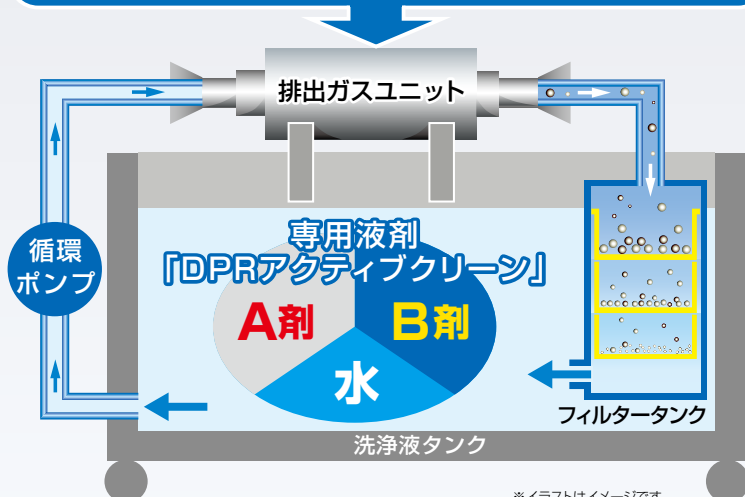 排出ガスユニット
循環
ポンプ
専用液剤
「DPRアクティブクリーン」
A剤
B剤
水
フィルタータンク
洗浄液タンク
※イラストはイメージです